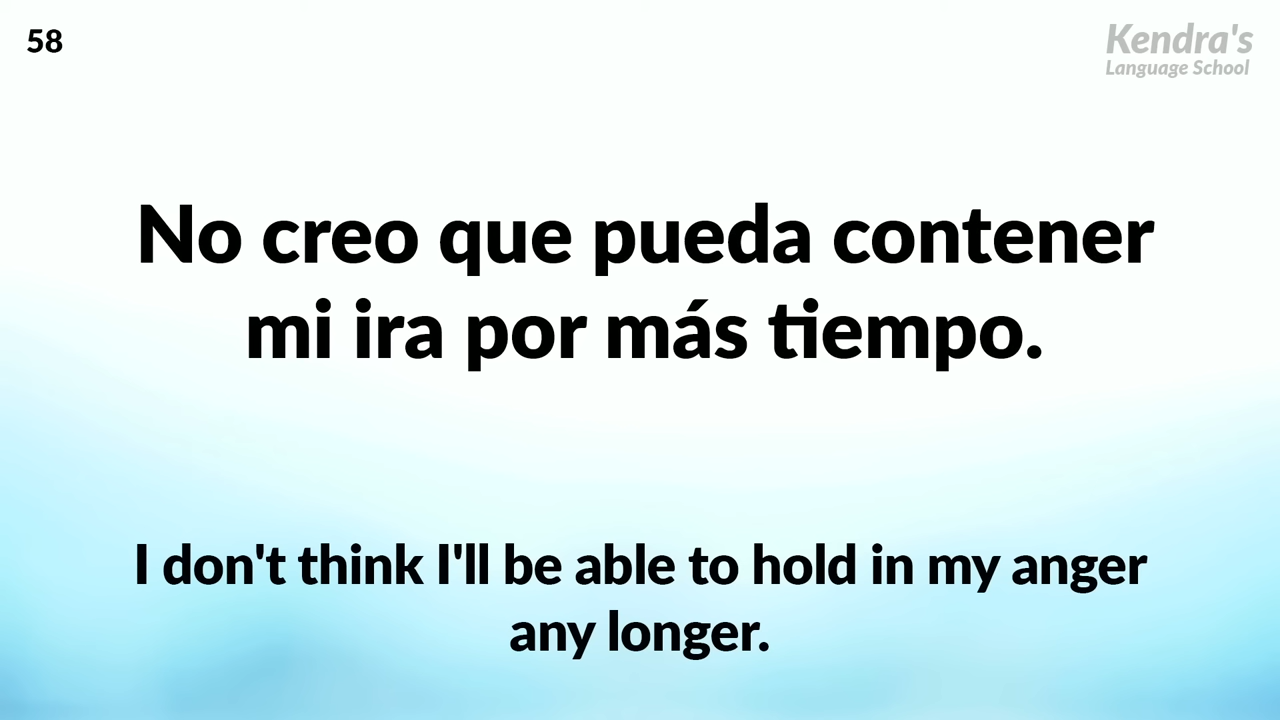 58
Kendra's
Language School
No creo que pueda contener
mi ira por más tiempo.
I don't think I'll be able to hold in my anger
any longer.